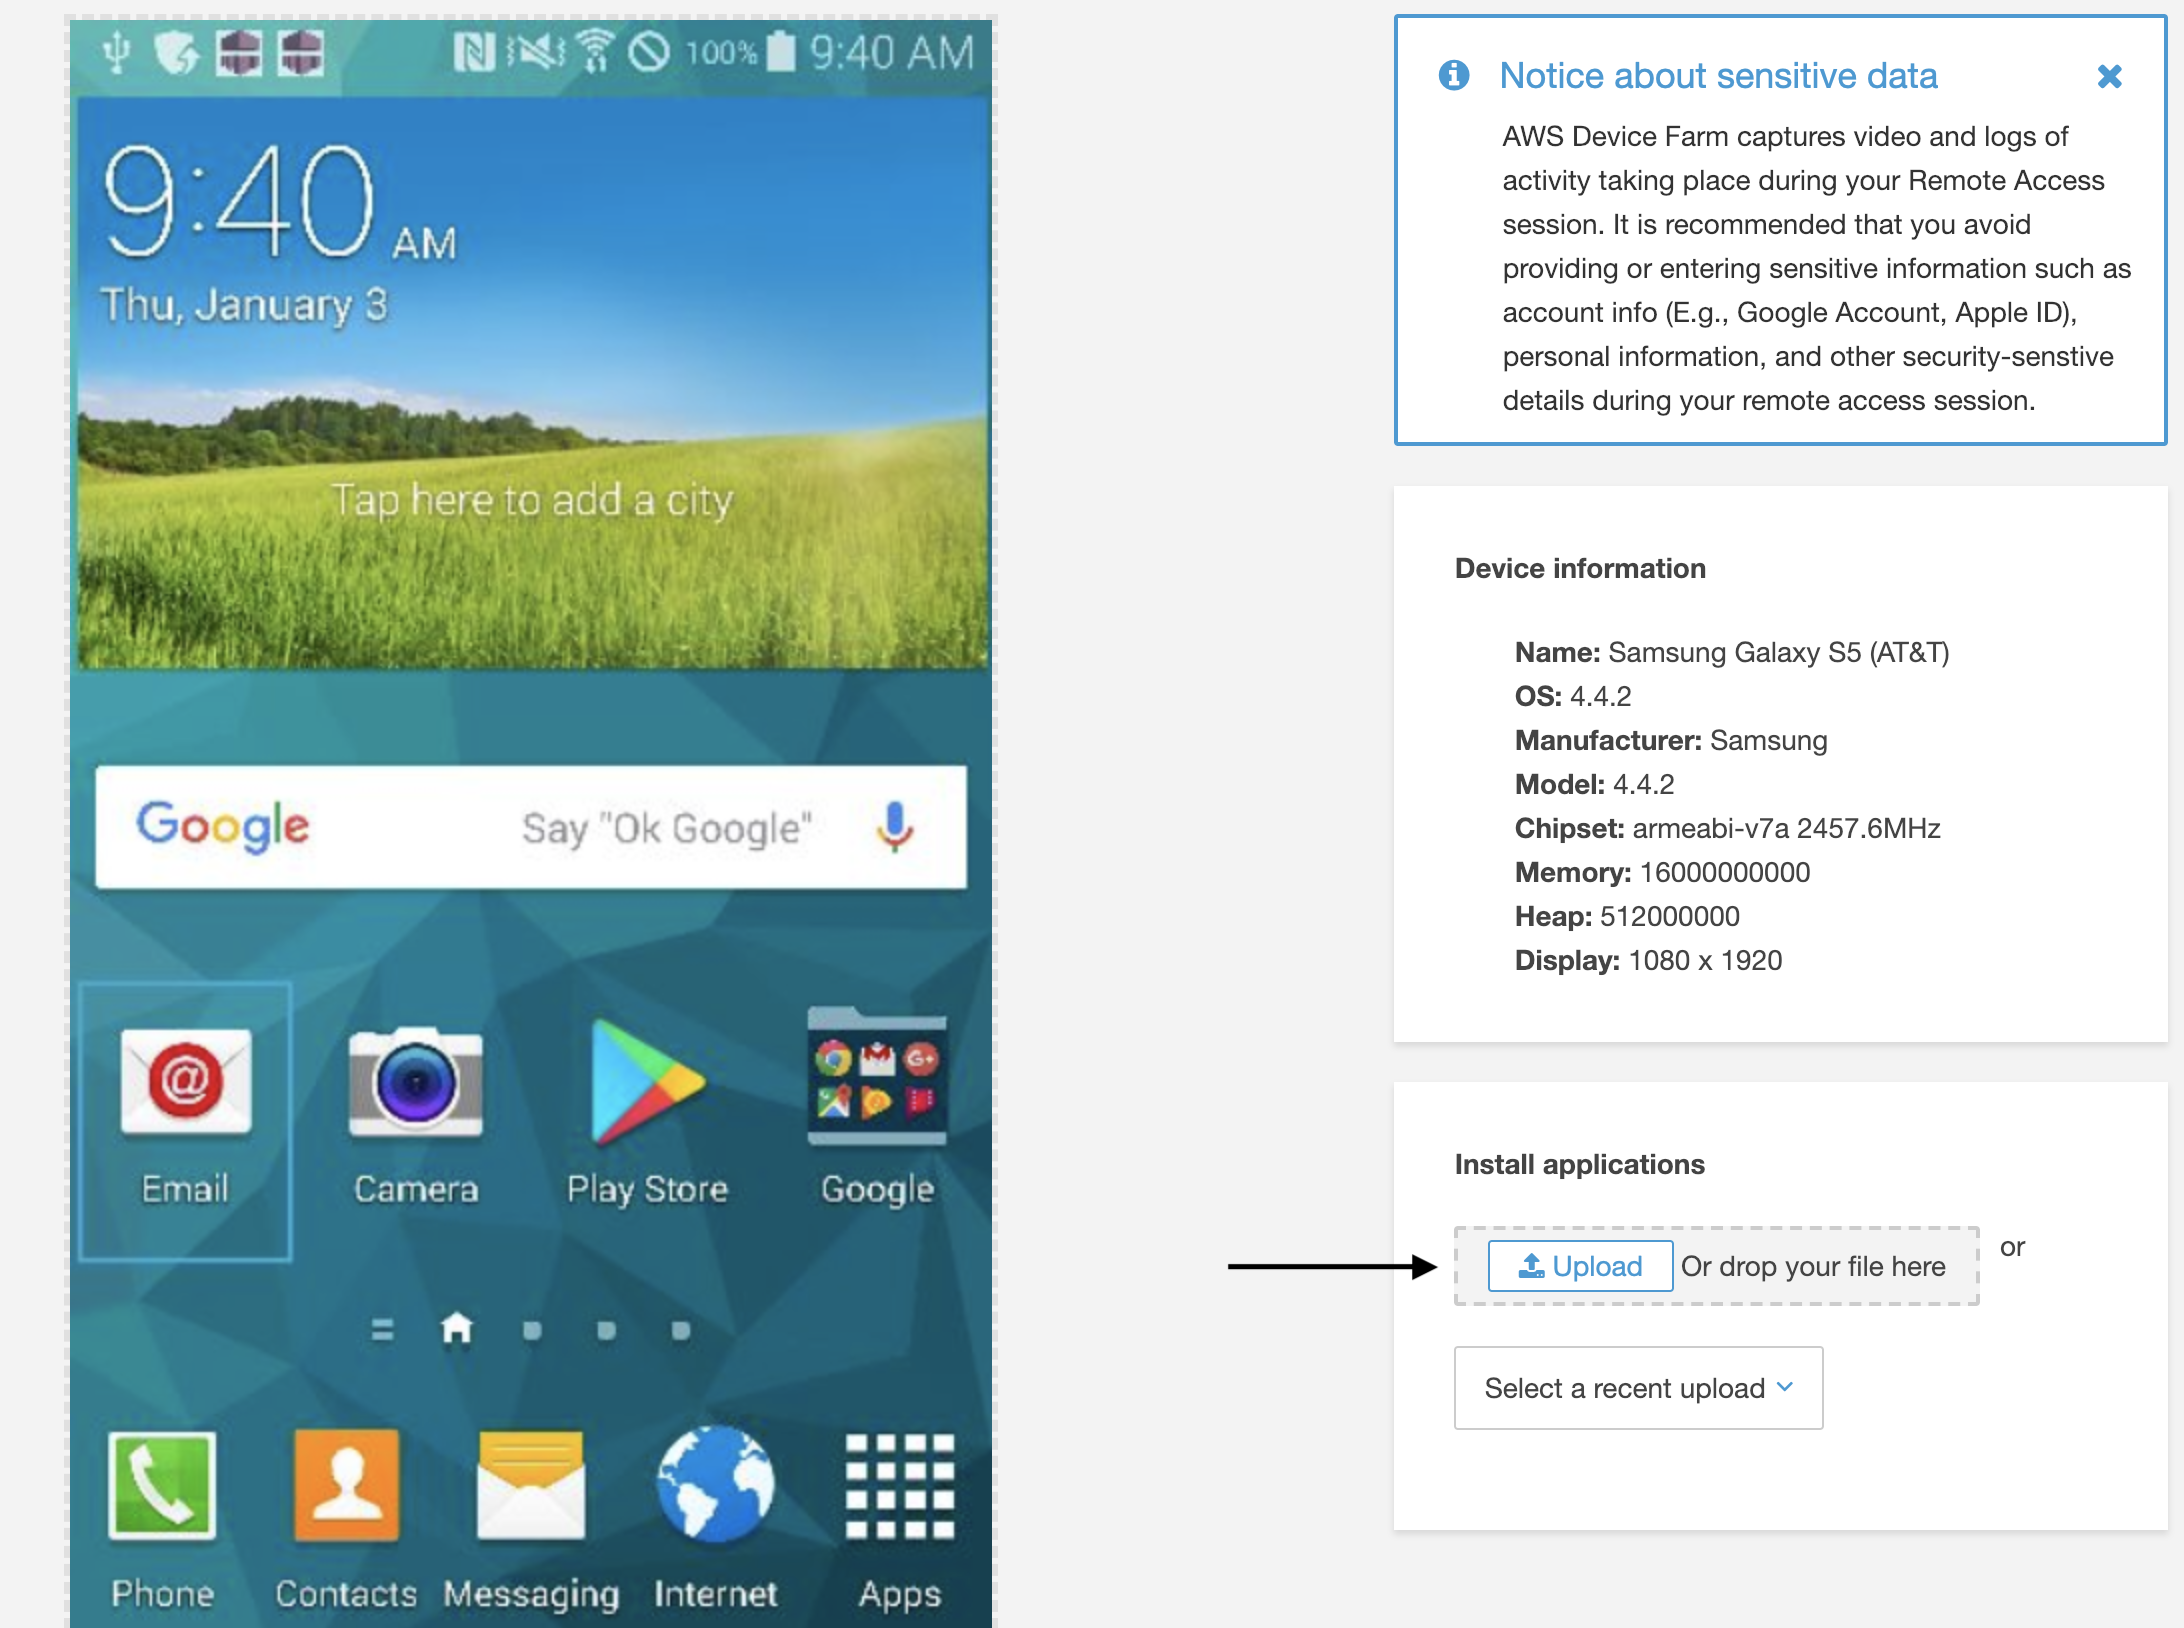 100% 9:40 AM
9:40 AM
Thu, January 3
Tap here to add a city
Google Say "Ok Google"
Email Camera Play Store Google
Phone Contacts Messaging Internet Apps
Notice about sensitive data
AWS Device Farm captures video and logs of
activity taking place during your Remote Access
session. It is recommended that you avoid
providing or entering sensitive information such as
account info (E.g., Google Account, Apple ID),
personal information, and other security-senstive
details during your remote access session.
Device information
Name: Samsung Galaxy S5 (AT&T)
OS: 4.4.2
Manufacturer: Samsung
Model: 4.4.2
Chipset: armeabi-v7a 2457.6MHz
Memory: 16000000000
Heap: 512000000
Display: 1080 x 1920
Install applications
Upload Or drop your file here or
Select a recent upload